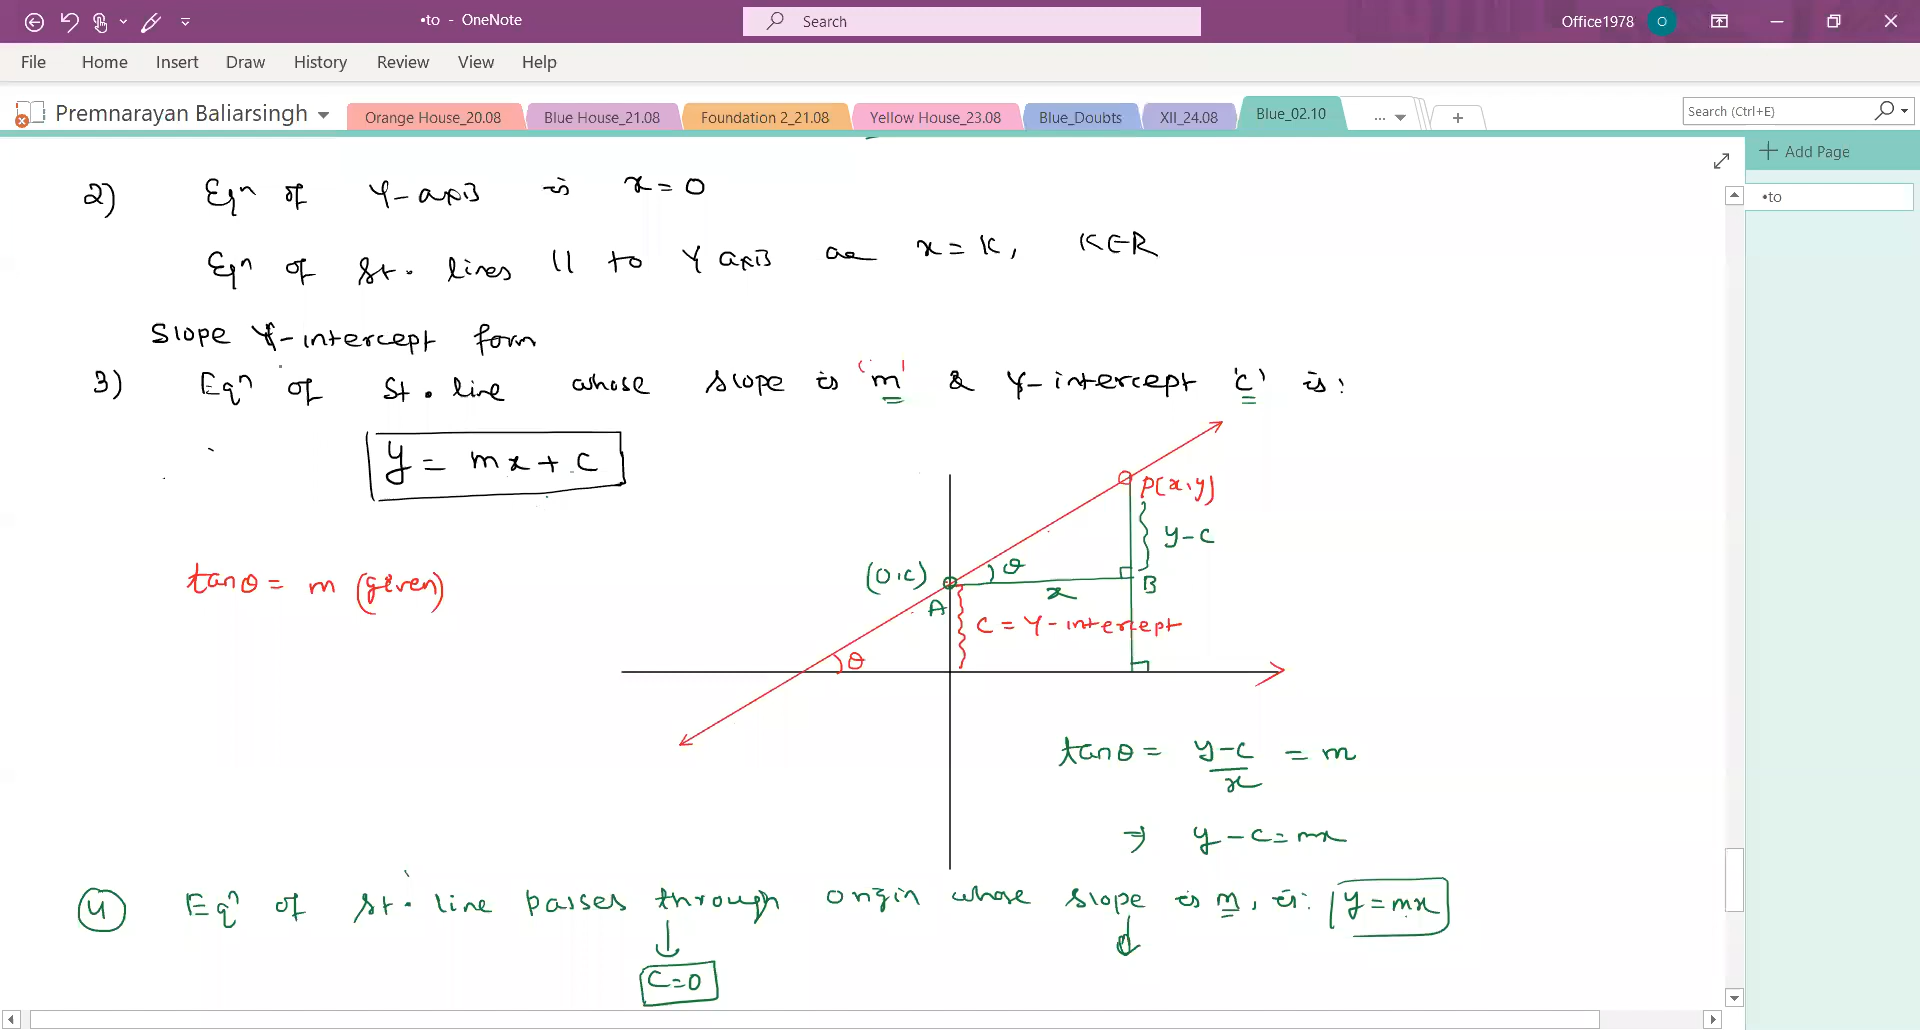 •to - OneNote
Search
Office1978
O
File Home Insert Draw History Review View Help
Premnarayan Baliarsingh
Orange House_20.08
Blue House_21.08
Foundation 2_21.08
Yellow House_23.08
Blue_Doubts
XII_24.08
Blue_02.10
...
Search (Ctrl+E)
Add Page
•to
2) Eqⁿ of Y-axis is x = 0
Eqⁿ of St. lines || to Y axis are x = K, K∈R
Slope Y-intercept form
3) Eqⁿ of St. line whose slope is 'm' & Y-intercept 'c' is:
y = mx + c
P(x,y)
y-c
tanθ = m (given)
(0,c)
θ
A
x
B
C = Y-intercept
θ
tanθ = y-c/x = m
⇒ y-c = mx
4 Eqⁿ of St. line passes through origin whose slope is m, is: y = mx
C=0